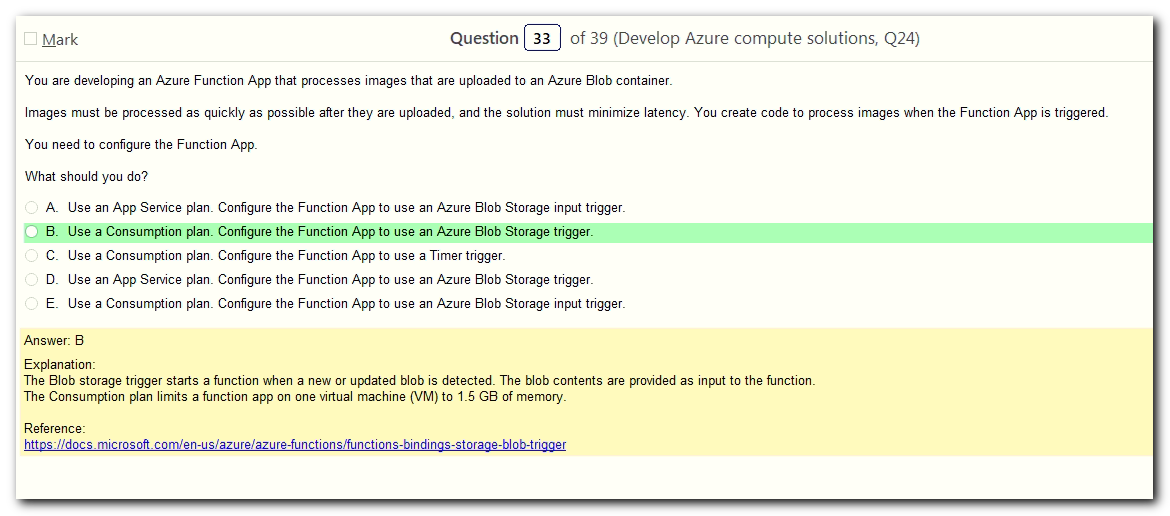 Mark
Question 33 of 39 (Develop Azure compute solutions, Q24)
You are developing an Azure Function App that processes images that are uploaded to an Azure Blob container.
Images must be processed as quickly as possible after they are uploaded, and the solution must minimize latency. You create code to process images when the Function App is triggered.
You need to configure the Function App.
What should you do?
A. Use an App Service plan. Configure the Function App to use an Azure Blob Storage input trigger.
B. Use a Consumption plan. Configure the Function App to use an Azure Blob Storage trigger.
C. Use a Consumption plan. Configure the Function App to use a Timer trigger.
D. Use an App Service plan. Configure the Function App to use an Azure Blob Storage trigger.
E. Use a Consumption plan. Configure the Function App to use an Azure Blob Storage input trigger.
Answer: B
Explanation:
The Blob storage trigger starts a function when a new or updated blob is detected. The blob contents are provided as input to the function.
The Consumption plan limits a function app on one virtual machine (VM) to 1.5 GB of memory.
Reference:
https://docs.microsoft.com/en-us/azure/azure-functions/functions-bindings-storage-blob-trigger